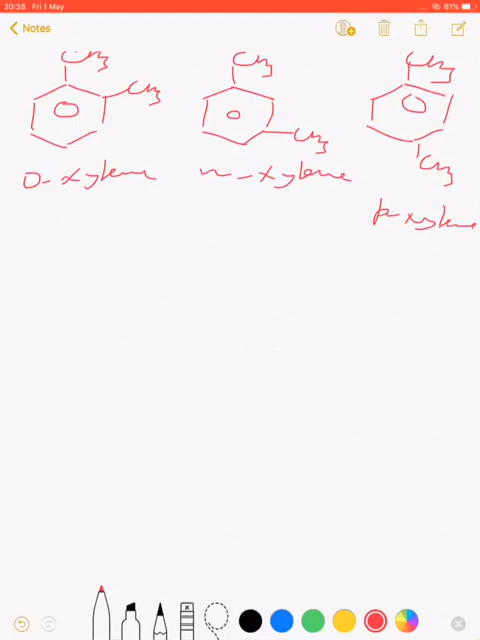 20:38 Fri 1 May
61%
Notes
CH3 CH3 CH3
CH3
CH3
CH3
o-xylene m-xylene
p-xylene